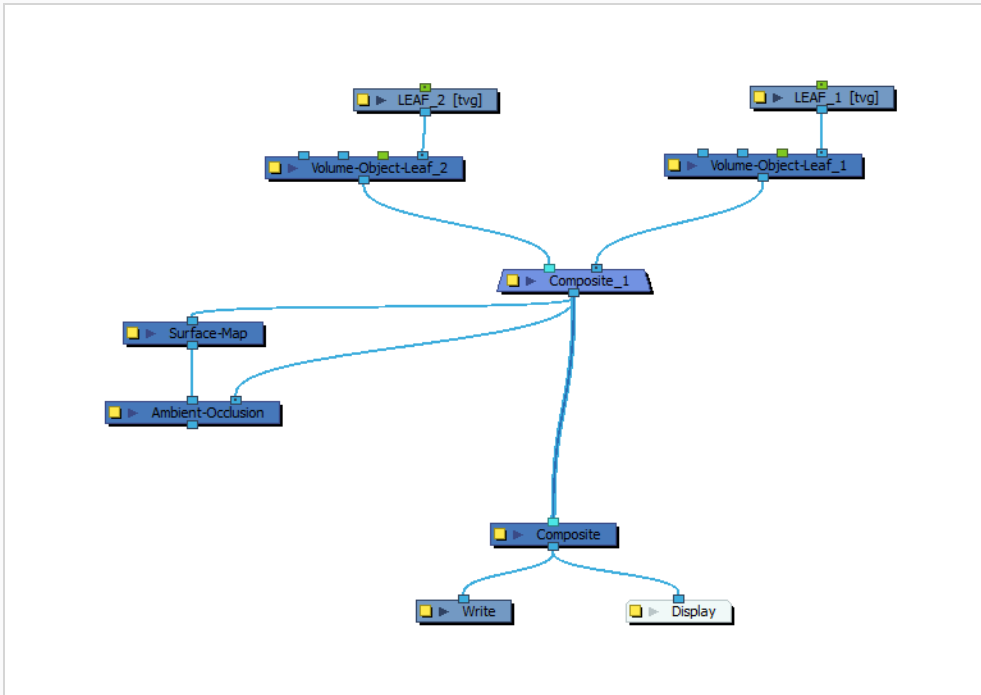 LEAF_2 [tvg]
LEAF_1 [tvg]
Volume-Object-Leaf_2
Volume-Object-Leaf_1
Composite_1
Surface-Map
Ambient-Occlusion
Composite
Write
Display